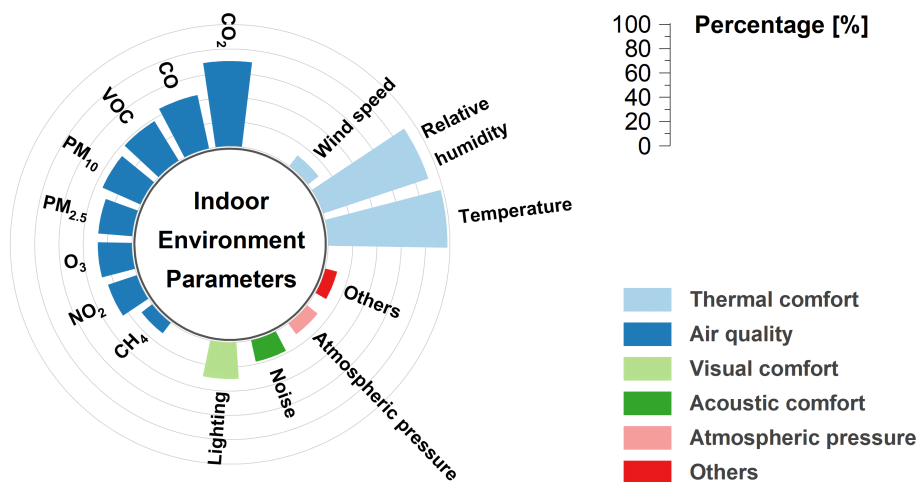 100
80
60
40
20
0
Percentage [%]
CO₂
CO
VOC
PM₁₀
PM₂.₅
O₃
NO₂
CH₄
Wind speed
Relative
humidity
Temperature
Others
Atmospheric pressure
Noise
Lighting
Indoor
Environment
Parameters
Thermal comfort
Air quality
Visual comfort
Acoustic comfort
Atmospheric pressure
Others